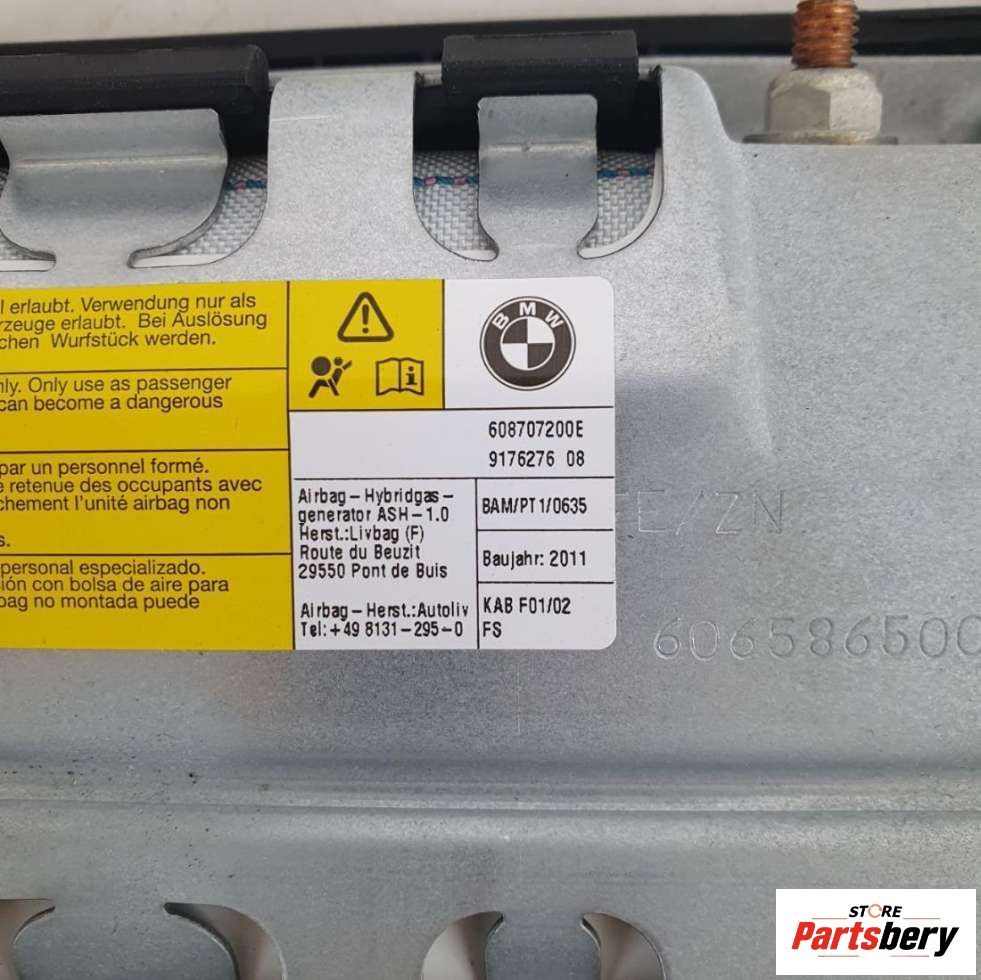 l erlaubt. Verwendung nur als
rzeuge erlaubt. Bei Auslösung
chen Wurfstück werden.
nly. Only use as passenger
can become a dangerous
par un personnel formé.
e retenue des occupants avec
chement l'unité airbag non
s.
personal especializado.
sión con bolsa de aire para
bag no montada puede
BMW
608707200E
9176276 08
Airbag-Hybridgas-
generator ASH-1.0
Herst.:Livbag (F)
Route du Beuzit
29550 Pont de Buis
Airbag-Herst.:Autoliv
Tel:+49 8131-295-0
BAM/PT1/0635
Baujahr: 2011
KAB F01/02
FS
E/ZN
606586500
STORE
Partsbery